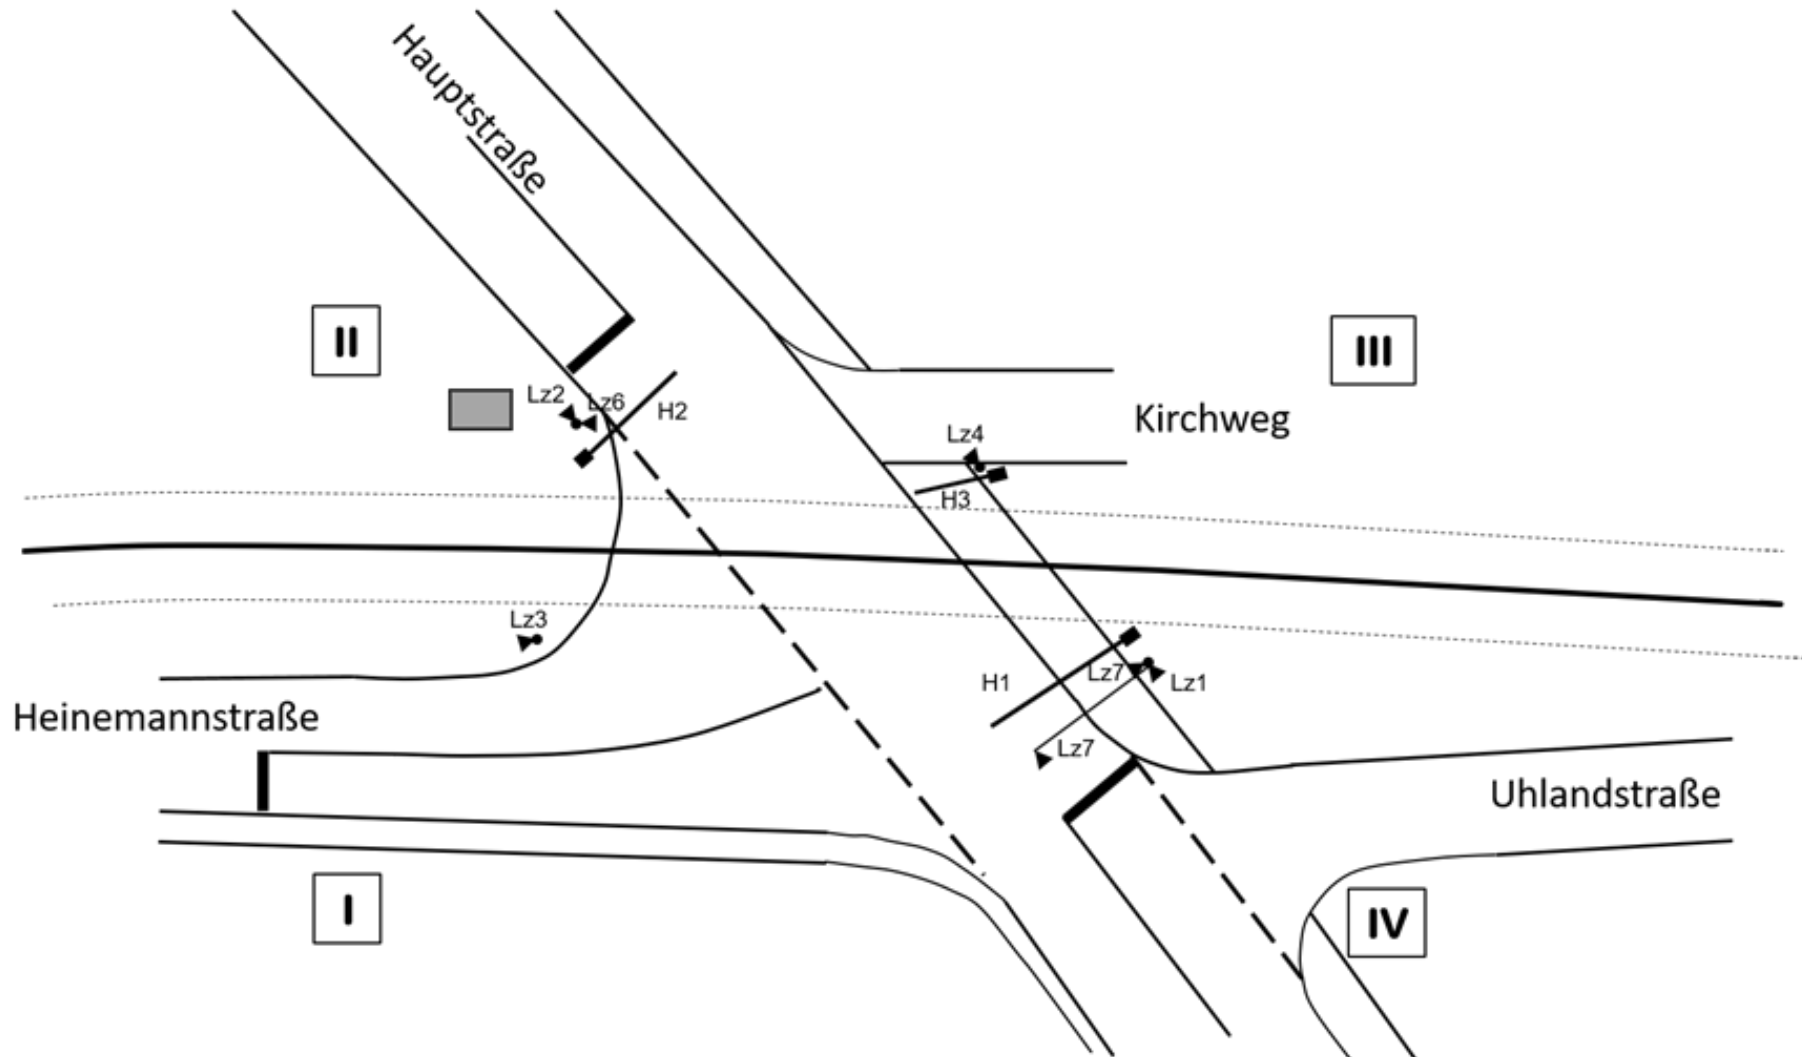 Hauptstraße
II
III
Lz2
Lz6
H2
Kirchweg
Lz4
H3
Lz3
H1
Lz7
Lz1
Heinemannstraße
Lz7
Uhlandstraße
I
IV